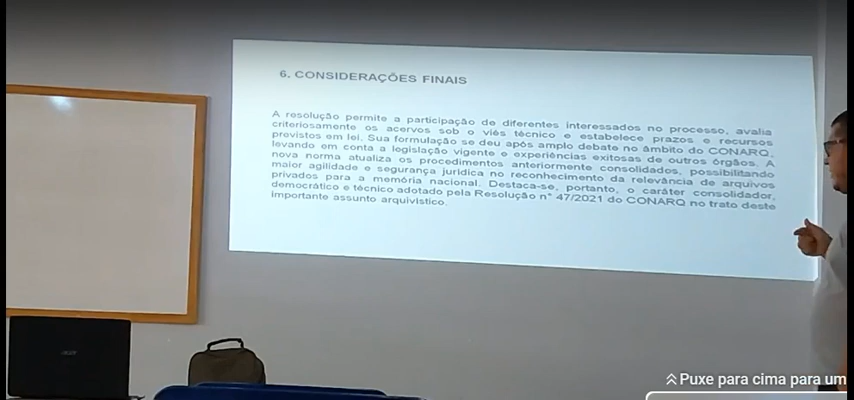 6. CONSIDERAÇÕES FINAIS
A resolução permite a participação de diferentes interessados no processo, avalia
criteriosamente os acervos sob o viés técnico e estabelece prazos e recursos
previstos em lei. Sua formulação se deu após amplo debate no âmbito do CONARQ,
levando em conta a legislação vigente e experiências exitosas de outros órgãos. A
nova norma atualiza os procedimentos anteriormente consolidados, possibilitando
maior agilidade e segurança jurídica no reconhecimento da relevância de arquivos
privados para a memória nacional. Destaca-se, portanto, o caráter consolidador,
democrático e técnico adotado pela Resolução n° 47/2021 do CONARQ no trato deste
importante assunto arquivístico.
acer
Puxe para cima para um